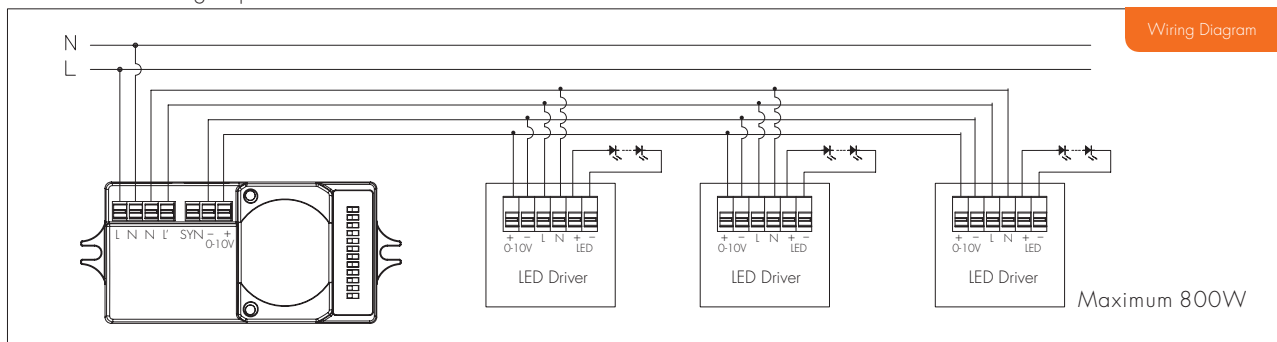 Wiring Diagram
N
L
L N N L' SYN − +
0-10V
+ − L N + −
0-10V LED
LED Driver
+ − L N + −
0-10V LED
LED Driver
+ − L N + −
0-10V LED
LED Driver
Maximum 800W